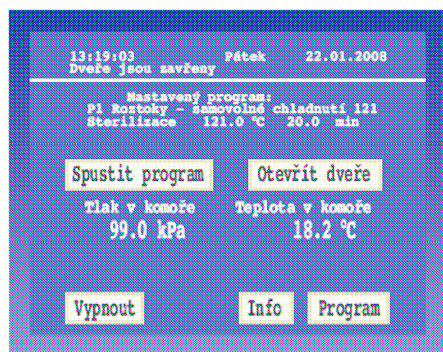 13:19:03 Pátek 22.01.2008
Dveře jsou zavřeny
Nastavený program:
P1 Roztoky - samovolné chladnutí 121
Sterilizace 121.0 °C 20.0 min
Spustit program Otevřít dveře
Tlak v komoře Teplota v komoře
99.0 kPa 18.2 °C
Vypnout Info Program